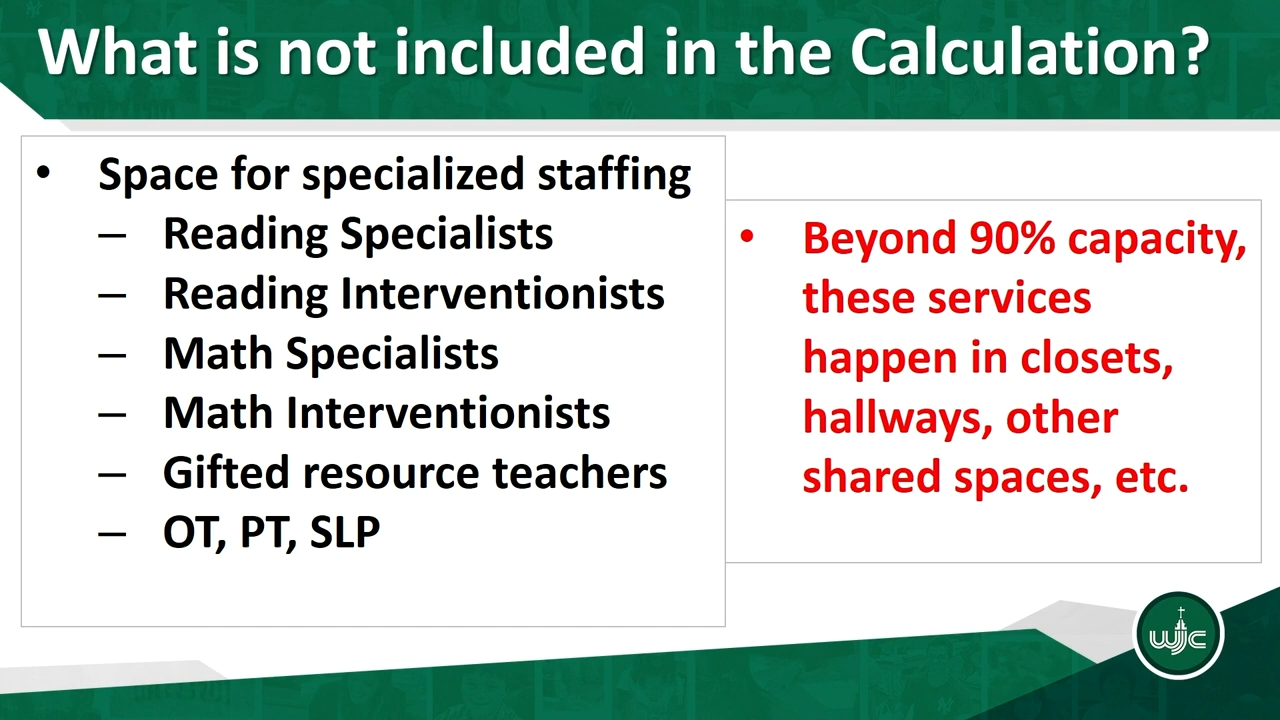 What is not included in the Calculation?
• Space for specialized staffing
– Reading Specialists
– Reading Interventionists
– Math Specialists
– Math Interventionists
– Gifted resource teachers
– OT, PT, SLP
• Beyond 90% capacity,
these services
happen in closets,
hallways, other
shared spaces, etc.
WJC